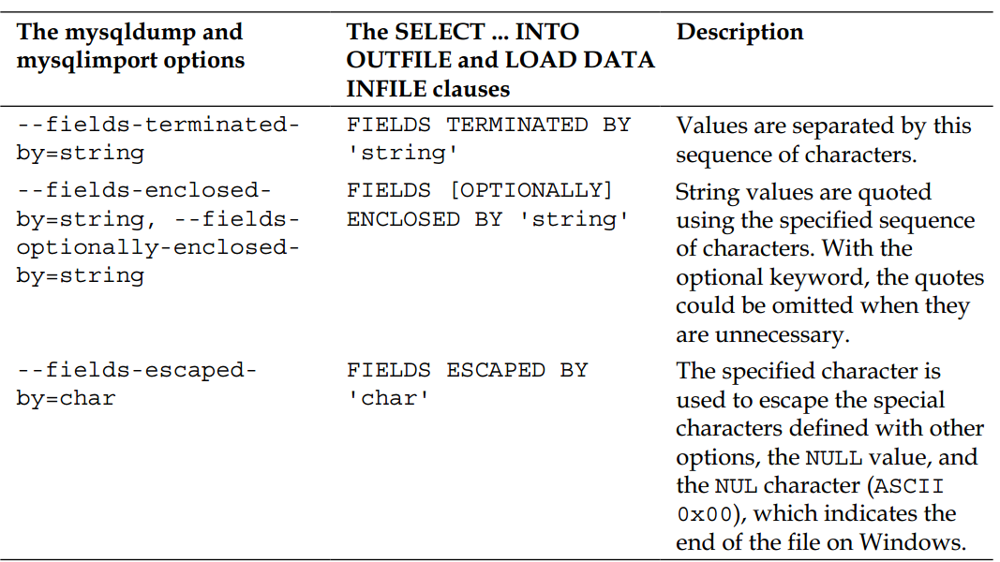 The mysqldump and
mysqlimport options
The SELECT ... INTO
OUTFILE and LOAD DATA
INFILE clauses
Description
--fields-terminated-
by=string
FIELDS TERMINATED BY
'string'
Values are separated by this
sequence of characters.
--fields-enclosed-
by=string, --fields-
optionally-enclosed-
by=string
FIELDS [OPTIONALLY]
ENCLOSED BY 'string'
String values are quoted
using the specified sequence
of characters. With the
optional keyword, the quotes
could be omitted when they
are unnecessary.
--fields-escaped-
by=char
FIELDS ESCAPED BY
'char'
The specified character is
used to escape the special
characters defined with other
options, the NULL value, and
the NUL character (ASCII
0x00), which indicates the
end of the file on Windows.